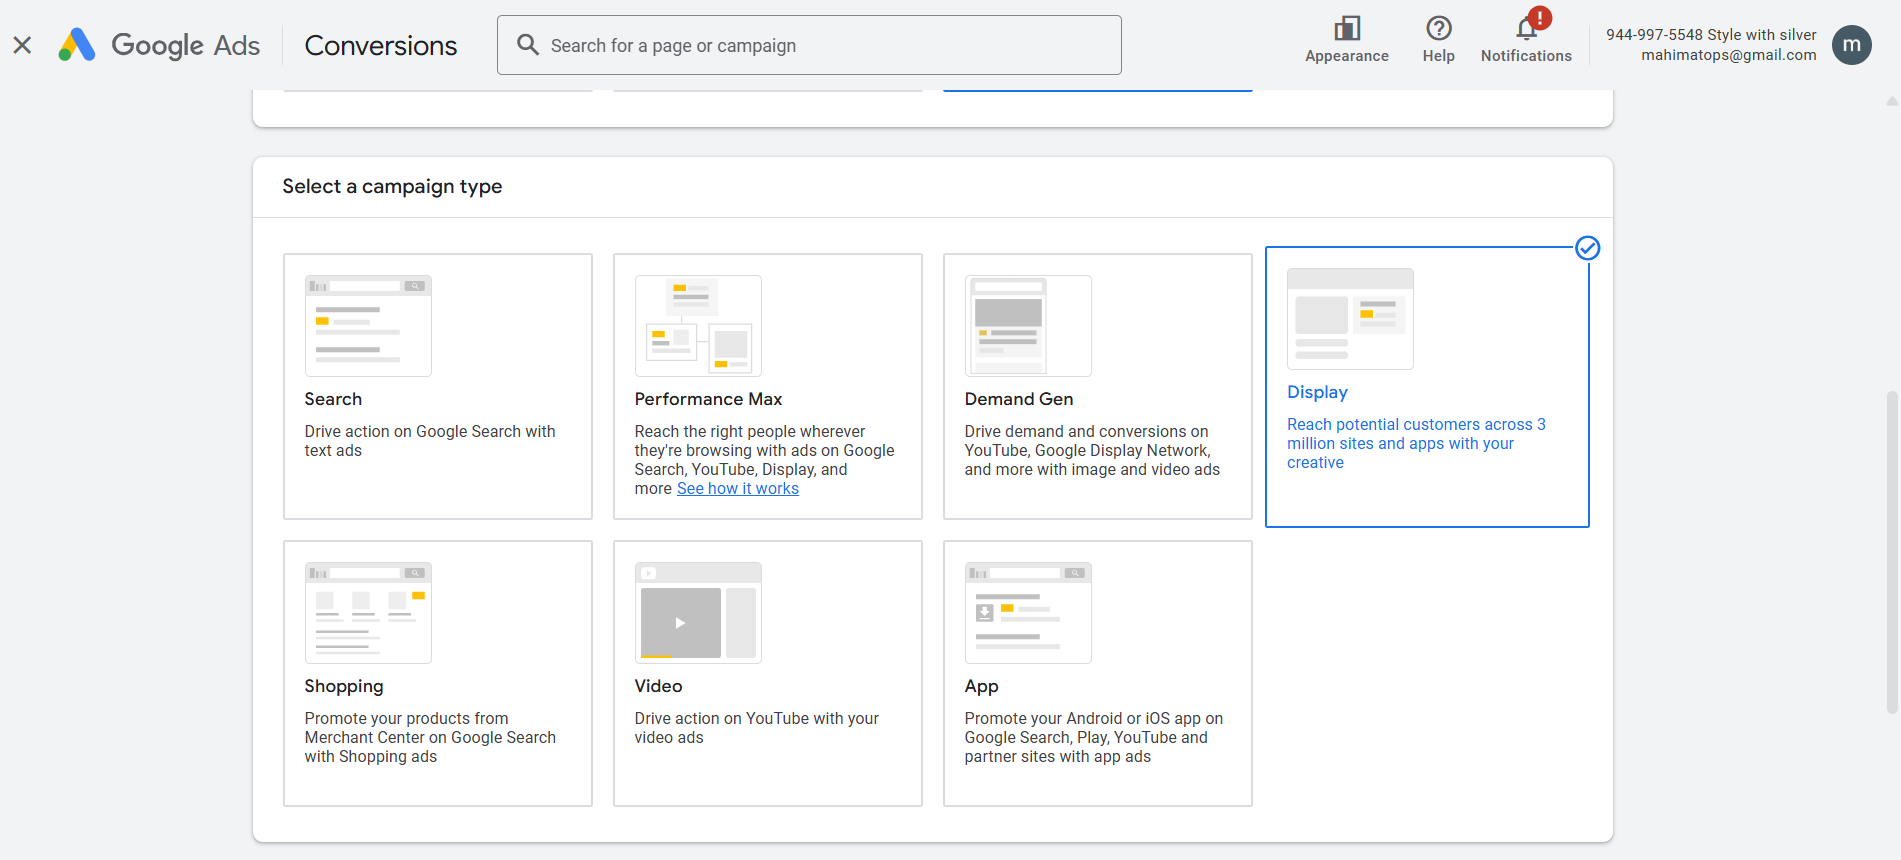 Google Ads
Conversions
Search for a page or campaign
Appearance
Help
!
Notifications
944-997-5548 Style with silver
mahimatops@gmail.com
m
Select a campaign type
Search
Drive action on Google Search with
text ads
Performance Max
Reach the right people wherever
they're browsing with ads on Google
Search, YouTube, Display, and
more See how it works
Demand Gen
Drive demand and conversions on
YouTube, Google Display Network,
and more with image and video ads
Display
Reach potential customers across 3
million sites and apps with your
creative
Shopping
Promote your products from
Merchant Center on Google Search
with Shopping ads
Video
Drive action on YouTube with your
video ads
App
Promote your Android or iOS app on
Google Search, Play, YouTube and
partner sites with app ads